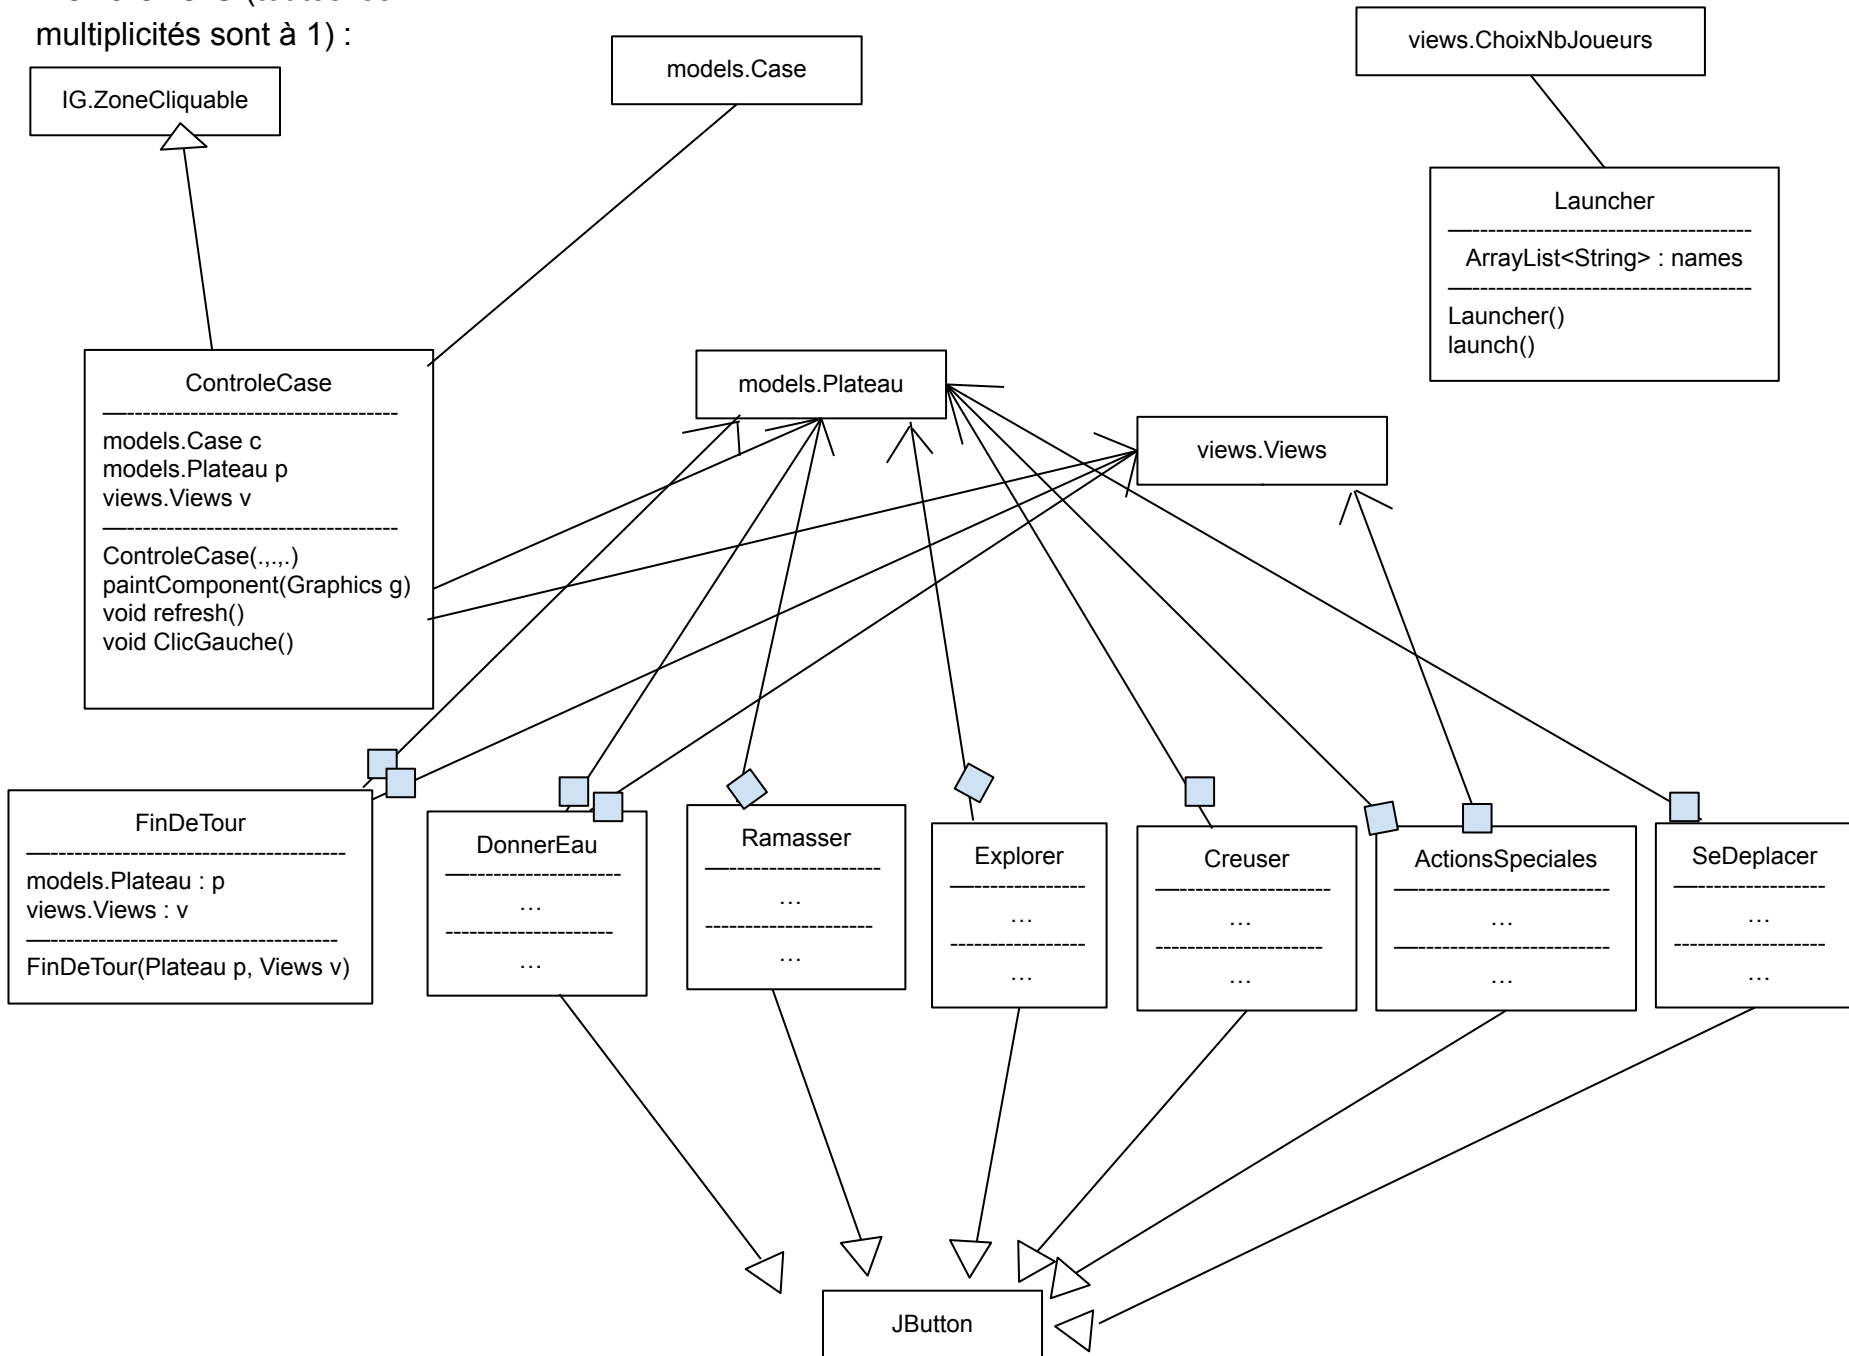 multiplicités sont à 1) :
IG.ZoneCliquable
models.Case
views.ChoixNbJoueurs
Launcher
ArrayList<String> : names
Launcher()
launch()
ControleCase
models.Case c
models.Plateau p
views.Views v
ControleCase(.,.,.)
paintComponent(Graphics g)
void refresh()
void ClicGauche()
models.Plateau
views.Views
FinDeTour
models.Plateau : p
views.Views : v
FinDeTour(Plateau p, Views v)
DonnerEau
…
…
Ramasser
…
…
Explorer
…
…
Creuser
…
…
ActionsSpeciales
…
…
SeDeplacer
…
…
JButton